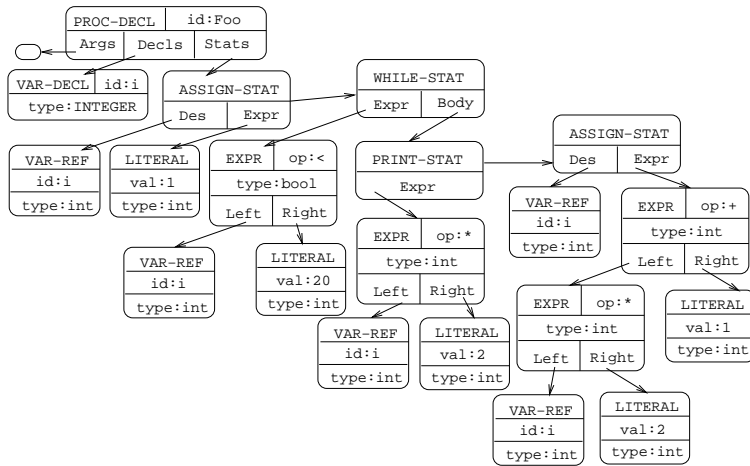 PROC-DECL id:Foo
Args Decls Stats
VAR-DECL id:i
type:INTEGER
ASSIGN-STAT
Des Expr
WHILE-STAT
Expr Body
VAR-REF
id:i
type:int
LITERAL
val:1
type:int
EXPR op:<
type:bool
Left Right
PRINT-STAT
Expr
ASSIGN-STAT
Des Expr
VAR-REF
id:i
type:int
LITERAL
val:20
type:int
EXPR op:*
type:int
Left Right
VAR-REF
id:i
type:int
EXPR op:+
type:int
Left Right
VAR-REF
id:i
type:int
LITERAL
val:2
type:int
EXPR op:*
type:int
Left Right
LITERAL
val:1
type:int
VAR-REF
id:i
type:int
LITERAL
val:2
type:int